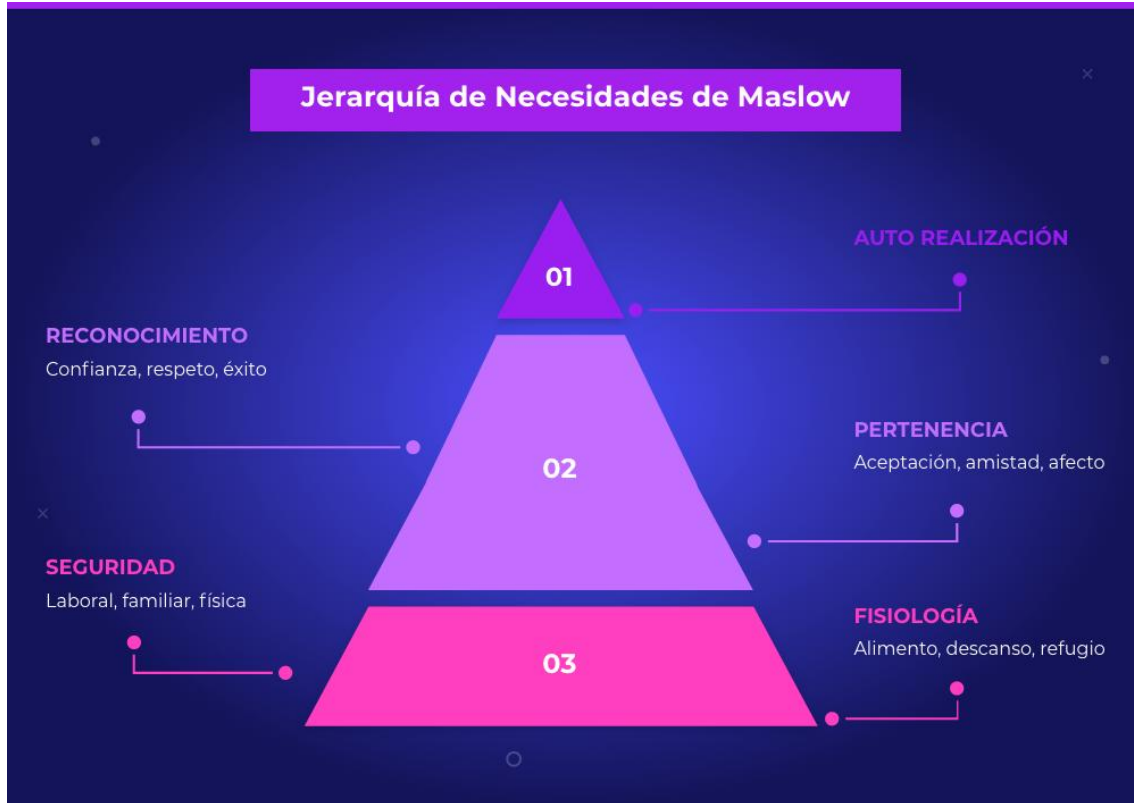 Jerarquía de Necesidades de Maslow
01
AUTO REALIZACIÓN
RECONOCIMIENTO
Confianza, respeto, éxito
02
PERTENENCIA
Aceptación, amistad, afecto
SEGURIDAD
Laboral, familiar, física
03
FISIOLOGÍA
Alimento, descanso, refugio